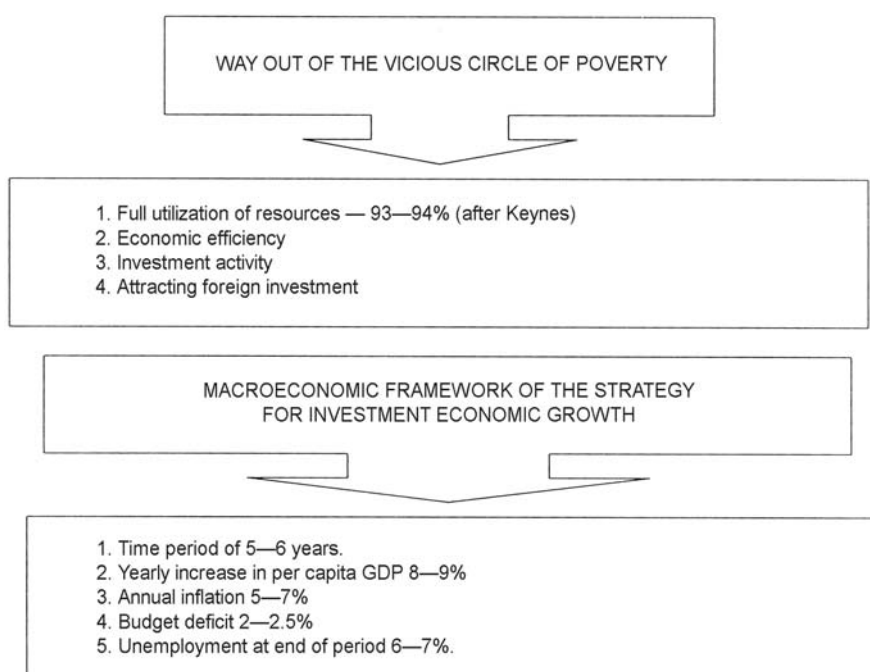 WAY OUT OF THE VICIOUS CIRCLE OF POVERTY
1. Full utilization of resources — 93—94% (after Keynes)
2. Economic efficiency
3. Investment activity
4. Attracting foreign investment
MACROECONOMIC FRAMEWORK OF THE STRATEGY
FOR INVESTMENT ECONOMIC GROWTH
1. Time period of 5—6 years.
2. Yearly increase in per capita GDP 8—9%
3. Annual inflation 5—7%
4. Budget deficit 2—2.5%
5. Unemployment at end of period 6—7%.